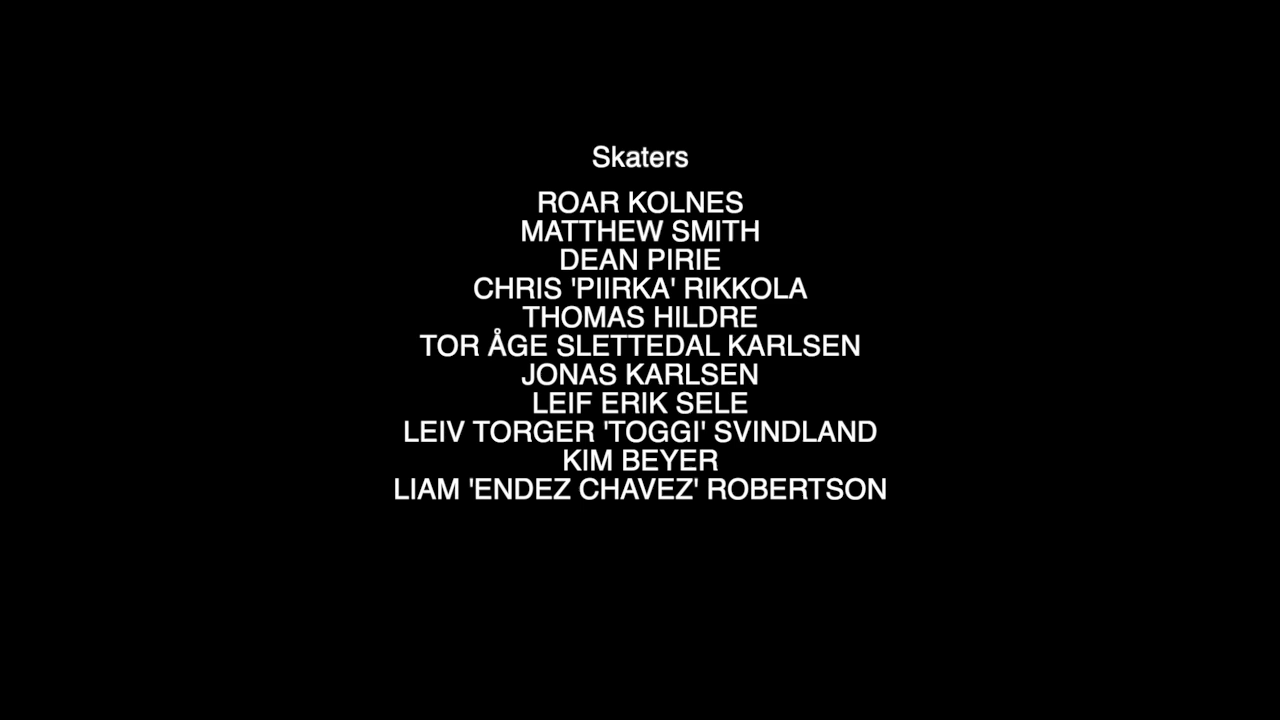 Skaters
ROAR KOLNES
MATTHEW SMITH
DEAN PIRIE
CHRIS 'PIIRKA' RIKKOLA
THOMAS HILDRE
TOR ÅGE SLETTEDAL KARLSEN
JONAS KARLSEN
LEIF ERIK SELE
LEIV TORGER 'TOGGI' SVINDLAND
KIM BEYER
LIAM 'ENDEZ CHAVEZ' ROBERTSON